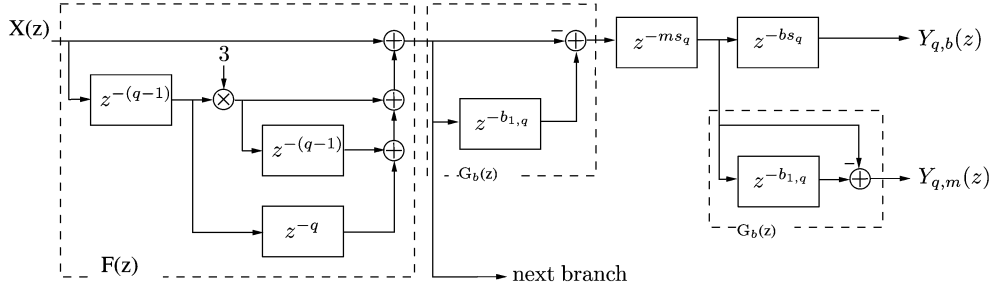 X(z)
3
z^{-(q-1)}
z^{-(q-1)}
z^{-q}
F(z)
z^{-b_{1,q}}
G_b(z)
z^{-ms_q}
z^{-bs_q}
Y_{q,b}(z)
z^{-b_{1,q}}
Y_{q,m}(z)
G_b(z)
next branch